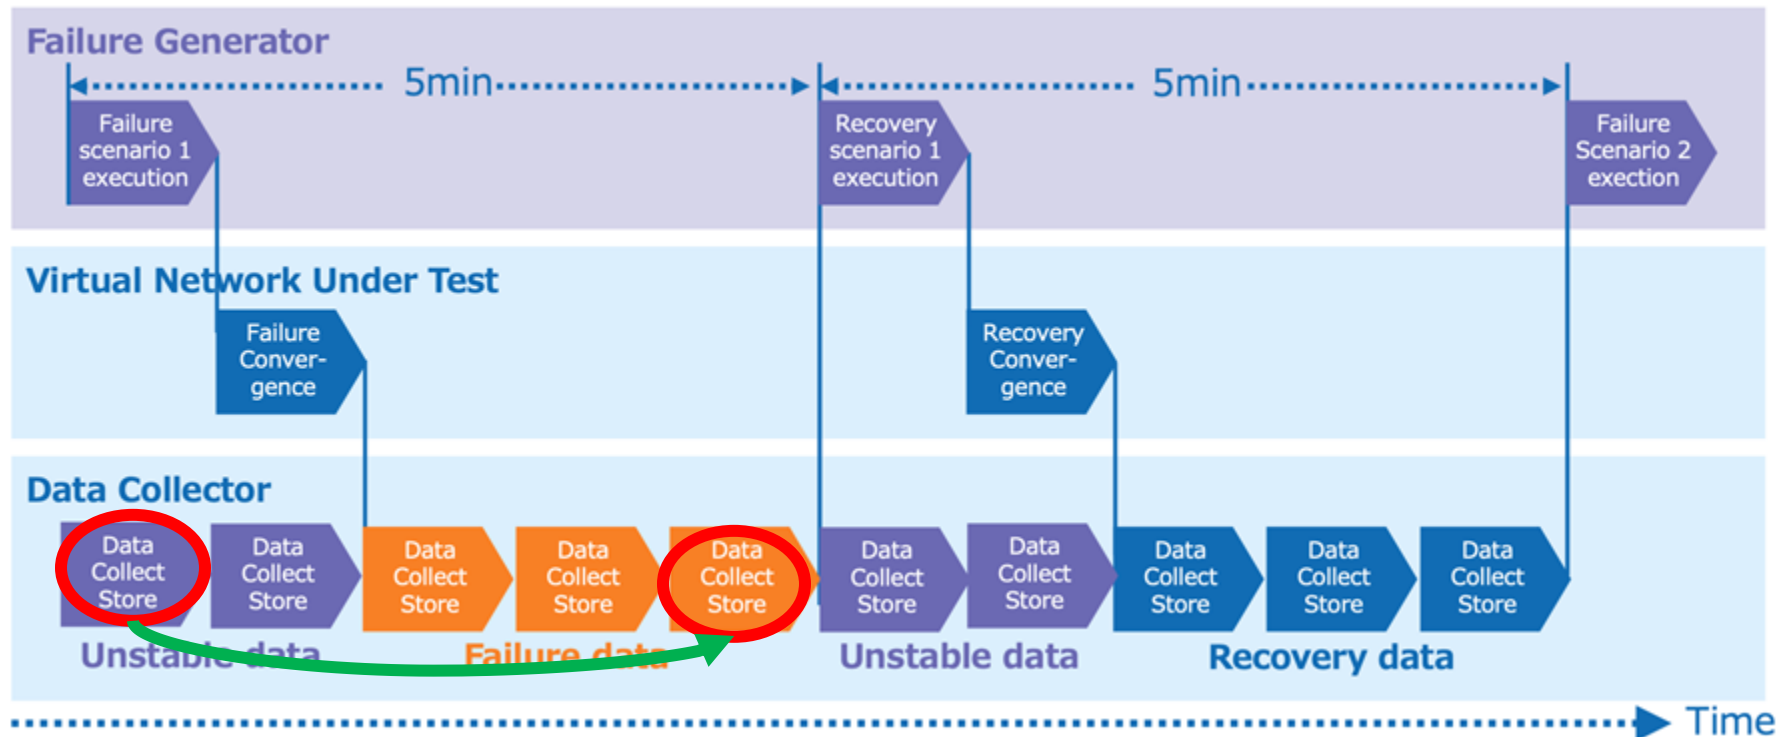 Failure Generator
5min
5min
Failure
scenario 1
execution
Recovery
scenario 1
execution
Failure
Scenario 2
exection
Virtual Network Under Test
Failure
Conver-
gence
Recovery
Conver-
gence
Data Collector
Data
Collect
Store
Data
Collect
Store
Data
Collect
Store
Data
Collect
Store
Data
Collect
Store
Data
Collect
Store
Data
Collect
Store
Data
Collect
Store
Data
Collect
Store
Data
Collect
Store
Unstable data
Failure data
Unstable data
Recovery data
Time